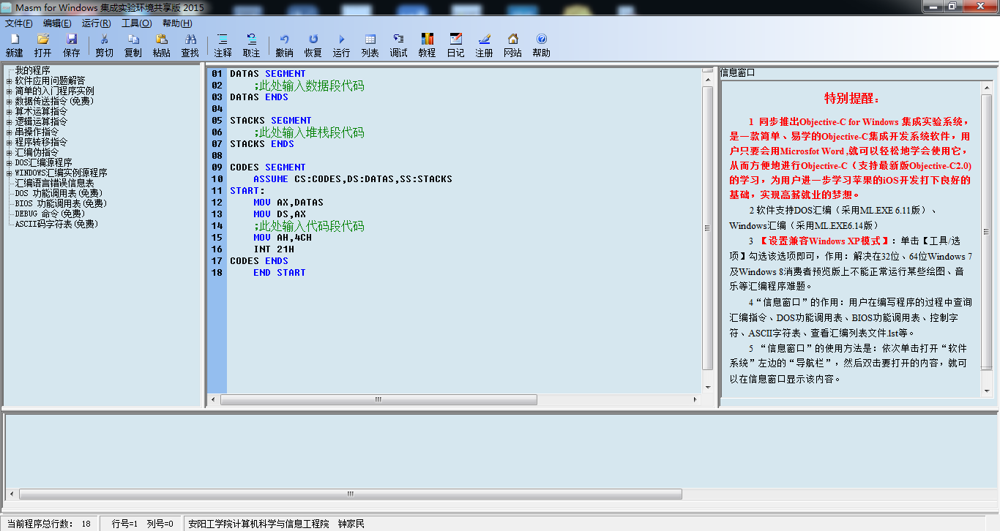 Masm for Windows 集成实验环境共享版 2015
文件(F) 编辑(E) 运行(R) 工具(O) 帮助(H)
新建 打开 保存 剪切 复制 粘贴 查找 注释 取注 撤销 恢复 运行 列表 调试 教程 日记 注册 网站 帮助
我的程序
软件应用问题解答
简单的入门程序实例
数据传送指令(免费)
算术运算指令
逻辑运算指令
串操作指令
程序转移指令
汇编伪指令
DOS汇编源程序
WINDOWS汇编实例源程序
汇编语言错误信息表
DOS 功能调用表(免费)
BIOS 功能调用表(免费)
DEBUG 命令(免费)
ASCII码字符表(免费)
01 DATAS SEGMENT
02     ;此处输入数据段代码
03 DATAS ENDS
04
05 STACKS SEGMENT
06     ;此处输入堆栈段代码
07 STACKS ENDS
08
09 CODES SEGMENT
10     ASSUME CS:CODES,DS:DATAS,SS:STACKS
11 START:
12     MOV AX,DATAS
13     MOV DS,AX
14     ;此处输入代码段代码
15     MOV AH,4CH
16     INT 21H
17 CODES ENDS
18     END START
信息窗口
特别提醒：
1 同步推出Objective-C for Windows 集成实验系统，
是一款简单、易学的Objective-C集成开发系统软件，用
户只要会用Microsfot Word ,就可以轻松地学会使用它，
从而方便地进行Objective-C（支持最新版Objective-C2.0)
的学习，为用户进一步学习苹果的iOS开发打下良好的
基础，实现高薪就业的梦想。
2 软件支持DOS汇编（采用ML.EXE 6.11版）、
Windows汇编（采用ML.EXE6.14版）
3 【设置兼容Windows XP模式】：单击【工具/选
项】勾选该选项即可，作用：解决在32位、64位Windows 7
及Windows 8消费者预览版上不能正常运行某些绘图、音
乐等汇编程序难题。
4“信息窗口”的作用：用户在编写程序的过程中查询
汇编指令、DOS功能调用表、BIOS功能调用表、控制字
符、ASCII字符表、查看汇编列表文件.lst等。
5 “信息窗口”的使用方法是：依次单击打开“软件
系统”左边的“导航栏”，然后双击要打开的内容，就可
以在信息窗口显示该内容。
当前程序总行数： 18 行号=1 列号=0 安阳工学院计算机科学与信息工程院 钟家民